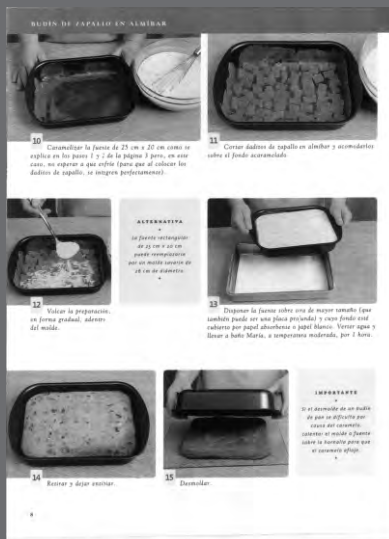 BUDÍN DE ZAPALLO EN ALMÍBAR
10
Caramelizar la fuente de 25 cm x 20 cm como se
explica en los pasos 1 y 2 de la página 3 pero, en este
caso, no esperar a que enfríe (para que al colocar los
daditos de zapallo, se integren perfectamente).
11
Cortar daditos de zapallo en almíbar y acomodarlos
sobre el fondo acaramelado.
12
Volcar la preparación,
en forma gradual, adentro
del molde.
ALTERNATIVA
La fuente rectangular
de 25 cm x 20 cm
puede reemplazarse
por un molde savarin de
28 cm de diámetro.
13
Disponer la fuente sobre otra de mayor tamaño (que
también puede ser una placa profunda) y cuyo fondo esté
cubierto por papel absorbente o papel blanco. Verter agua y
llevar a baño María, a temperatura moderada, por 1 hora.
14
Retirar y dejar entibiar.
15
Desmoldar.
IMPORTANTE
Si el desmolde de un budín
de pan se dificulta por
causa del caramelo,
calentar el molde o fuente
sobre la hornalla para que
el caramelo afloje.